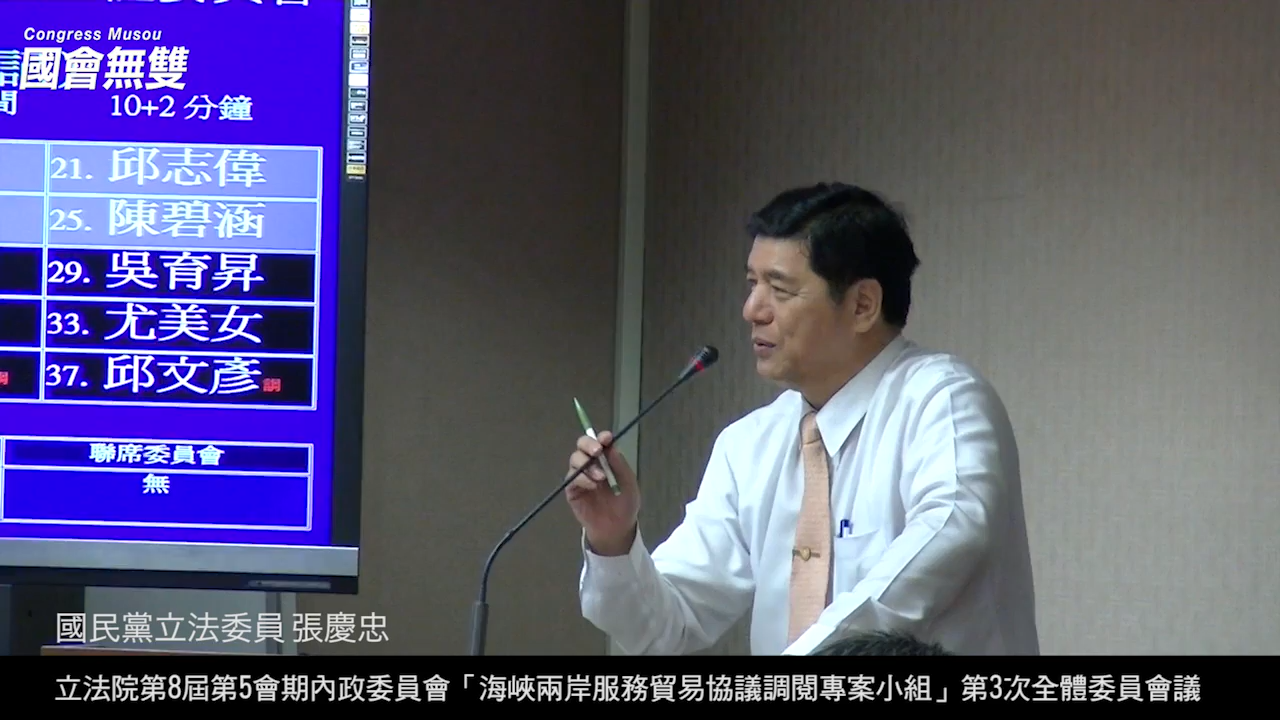 Congress Musou
國會無雙
10+2 分鐘
21. 邱志偉
25. 陳碧涵
29. 吳育昇
33. 尤美女
37. 邱文彥 詢
聯席委員會
無
國民黨立法委員 張慶忠
立法院第8屆第5會期內政委員會「海峽兩岸服務貿易協議調閱專案小組」第3次全體委員會議